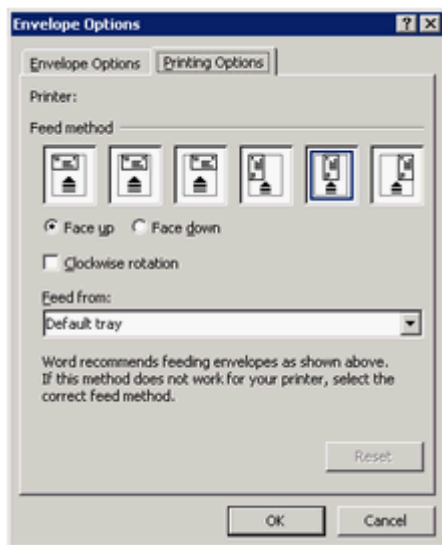 Envelope Options
Envelope Options Printing Options
Printer:
Feed method
Face up Face down
Clockwise rotation
Feed from:
Default tray
Word recommends feeding envelopes as shown above.
If this method does not work for your printer, select the
correct feed method.
Reset
OK Cancel